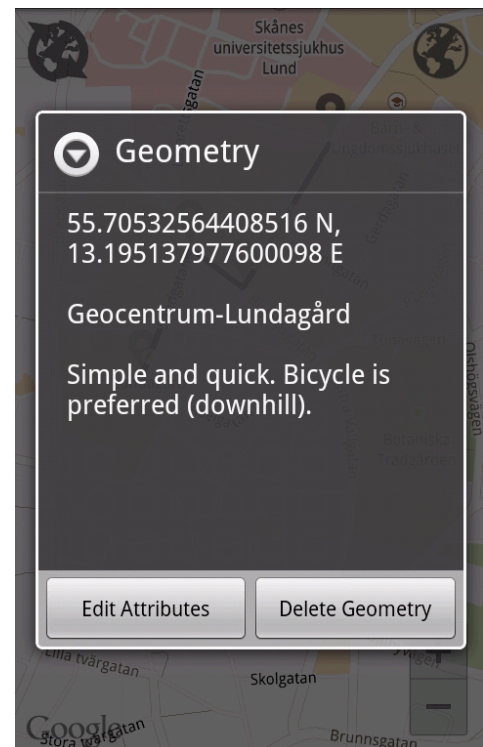 Skånes
universitetssjukhus
Lund
Geometry
55.70532564408516 N,
13.195137977600098 E
Geocentrum-Lundagård
Simple and quick. Bicycle is
preferred (downhill).
Olshögsvägen
Edit Attributes
Delete Geometry
Lilla tvärgatan
Skolgatan
+
−
Google
Stora tvärgatan
Brunnsgatan